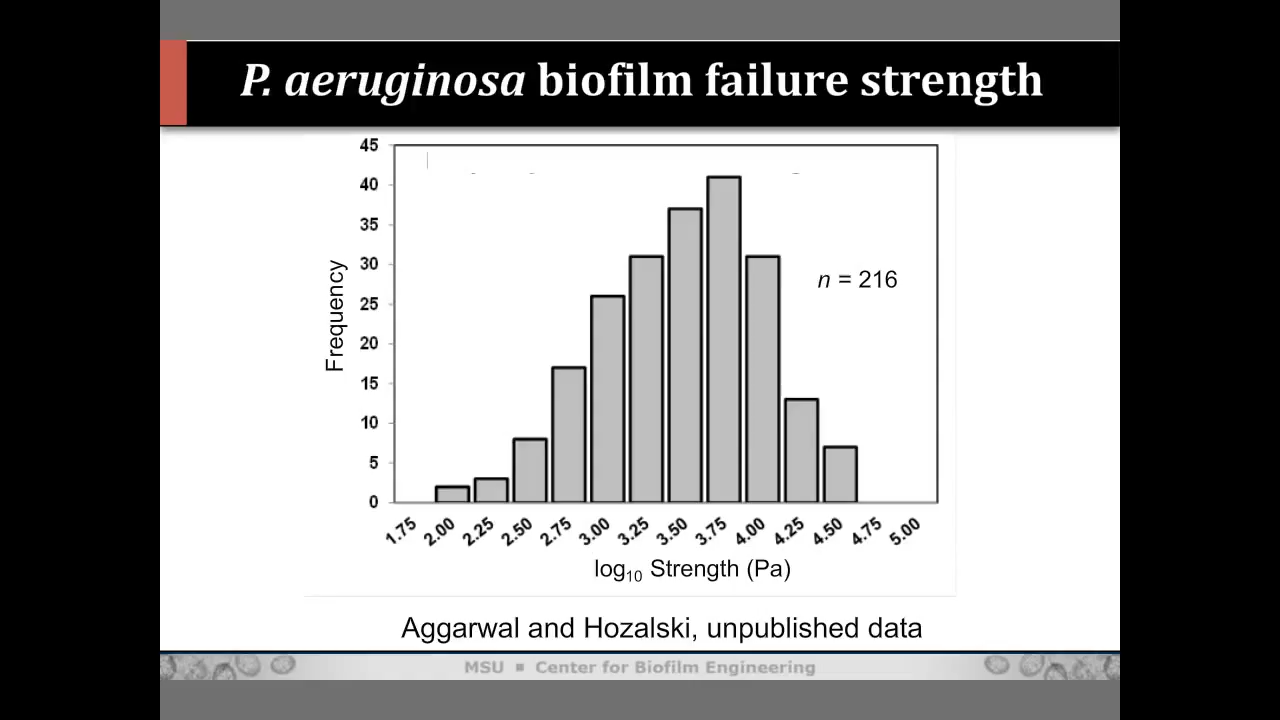 P. aeruginosa biofilm failure strength
45
40
35
30
25
20
15
10
5
0
Frequency
n = 216
1.75 2.00 2.25 2.50 2.75 3.00 3.25 3.50 3.75 4.00 4.25 4.50 4.75 5.00
log10 Strength (Pa)
Aggarwal and Hozalski, unpublished data
MSU ■ Center for Biofilm Engineering